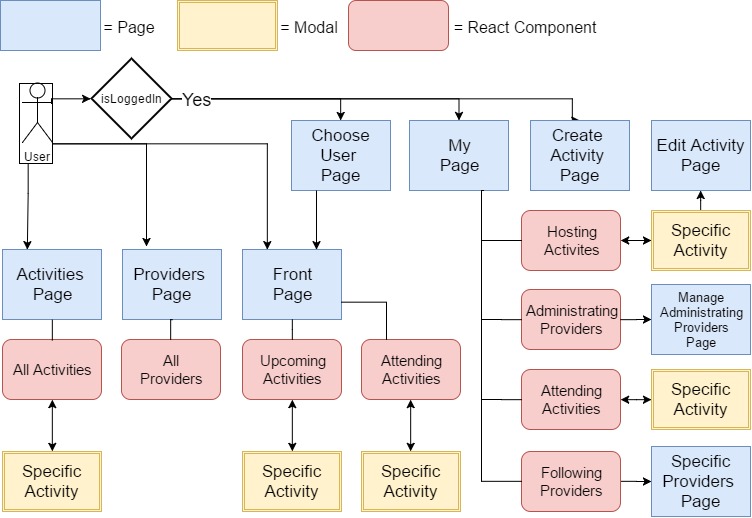 = Page
= Modal
= React Component
isLoggedIn
Yes
User
Choose
User
Page
My
Page
Create
Activity
Page
Edit Activity
Page
Activities
Page
Providers
Page
Front
Page
Hosting
Activites
Specific
Activity
Administrating
Providers
Manage
Administrating
Providers
Page
All Activities
All
Providers
Upcoming
Activities
Attending
Activities
Attending
Activities
Specific
Activity
Specific
Activity
Specific
Activity
Specific
Activity
Following
Providers
Specific
Providers
Page